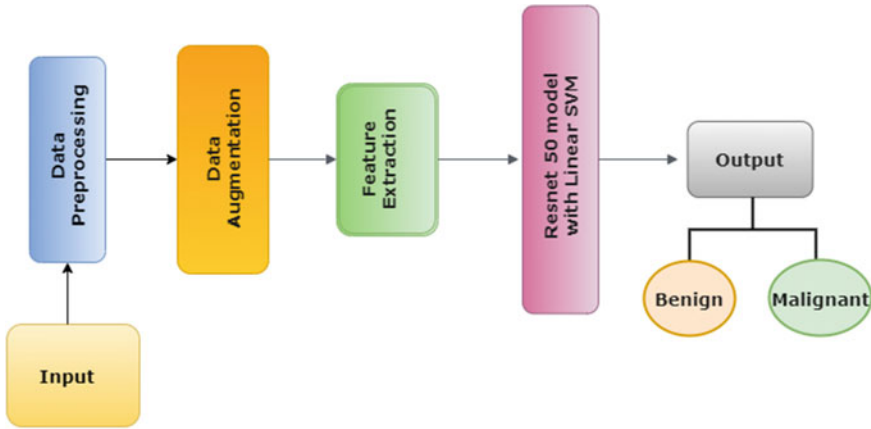 Input
Data
Preprocessing
Data
Augmentation
Feature
Extraction
Resnet 50 model
with Linear SVM
Output
Benign
Malignant